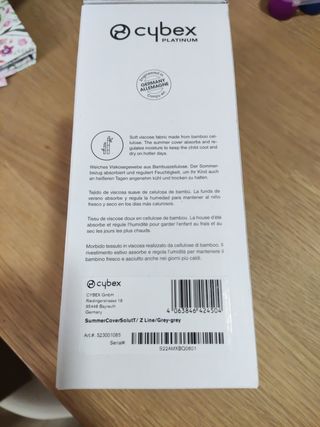 cybex
PLATINUM
engineered in
GERMANY
ALLEMAGNE
Conçu en
Soft viscose fabric made from bamboo cel-
lulose. The summer cover absorbs and re-
gulates moisture to keep the child cool and
dry on hotter days.
Weiches Viskosegewebe aus Bambuszellulose. Der Sommer-
bezug absorbiert und reguliert Feuchtigkeit, um Ihr Kind auch
an heißeren Tagen angenehm kühl und trocken zu halten.
Tejido de viscosa suave de celulosa de bambú. La funda de
verano absorbe y regula la humedad para mantener al niño
fresco y seco en los días más calurosos.
Tissu de viscose doux en cellulose de bambou. La housse d'été
absorbe et régule l'humidité pour garder l'enfant au frais et au
sec les jours les plus chauds.
Morbido tessuto in viscosa realizzato da cellulosa di bambù. Il
rivestimento estivo assorbe e regola l'umidità per mantenere il
bambino fresco e asciutto anche nei giorni più caldi.
cybex
CYBEX GmbH
Riedingerstrasse 18
95448 Bayreuth
Germany
4 063846 424504
SummerCoverSolutT/ Z Line/Grey-grey
Art.#: 523001085
Serial#:
S22AMXBQ0801